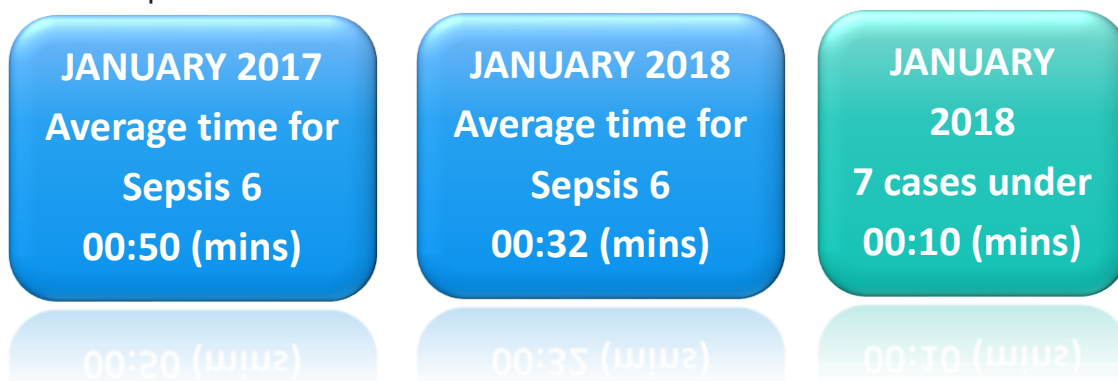 JANUARY 2017
Average time for
Sepsis 6
00:50 (mins)
JANUARY 2018
Average time for
Sepsis 6
00:32 (mins)
JANUARY
2018
7 cases under
00:10 (mins)